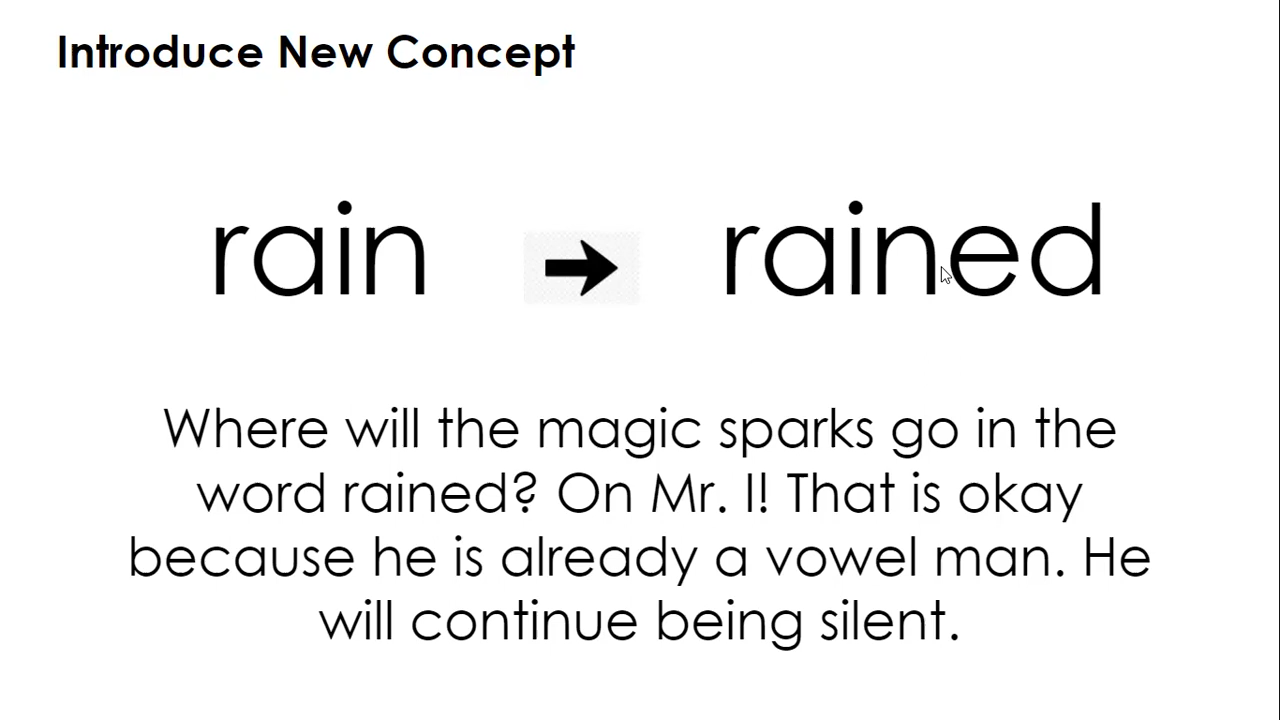 Introduce New Concept
rain rained
Where will the magic sparks go in the
word rained? On Mr. I! That is okay
because he is already a vowel man. He
will continue being silent.